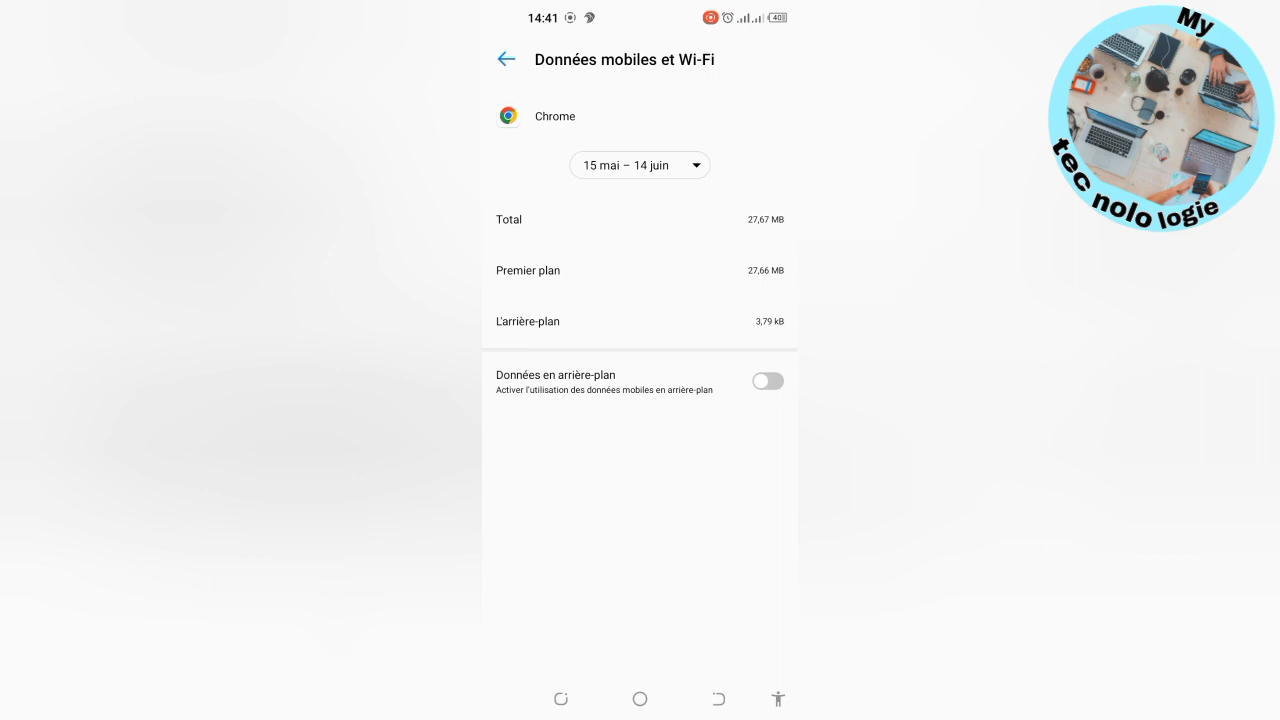 14:41
40
Données mobiles et Wi-Fi
Chrome
15 mai – 14 juin
Total 27,67 MB
Premier plan 27,66 MB
L'arrière-plan 3,79 kB
Données en arrière-plan
Activer l'utilisation des données mobiles en arrière-plan
My
tec nolo logie